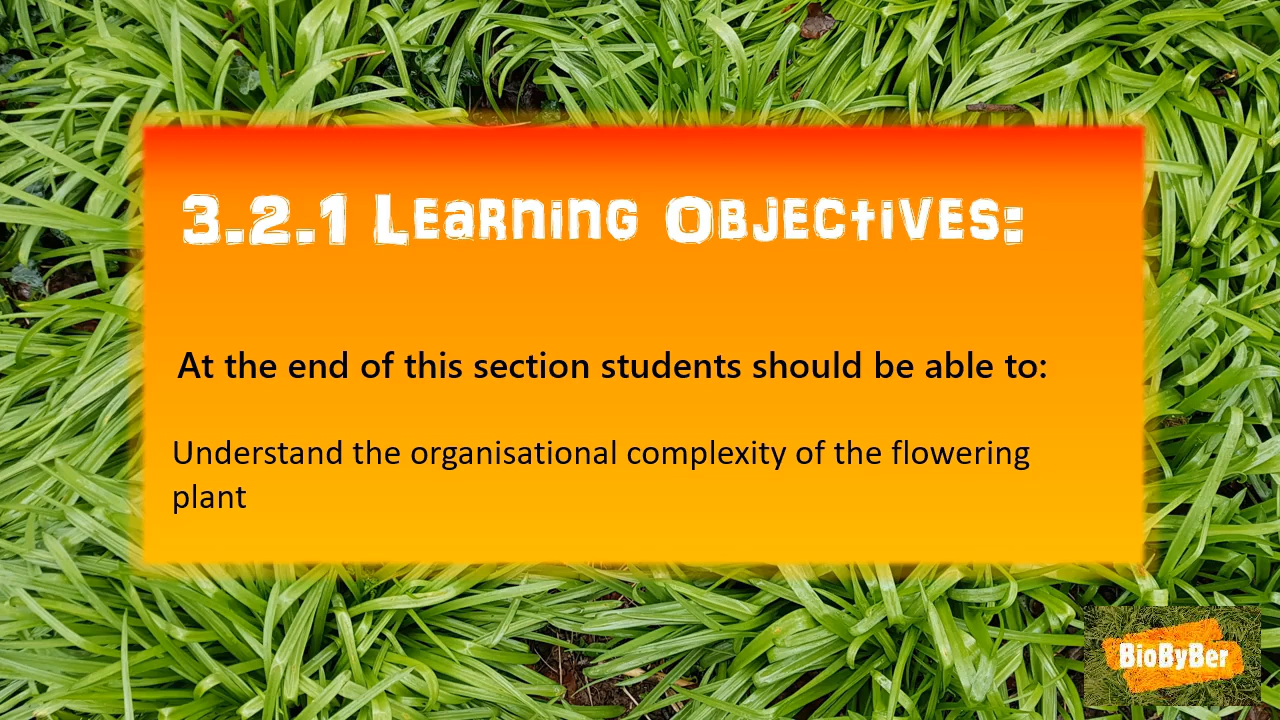 3.2.1 Learning Objectives:
At the end of this section students should be able to:
Understand the organisational complexity of the flowering
plant
BioByBer